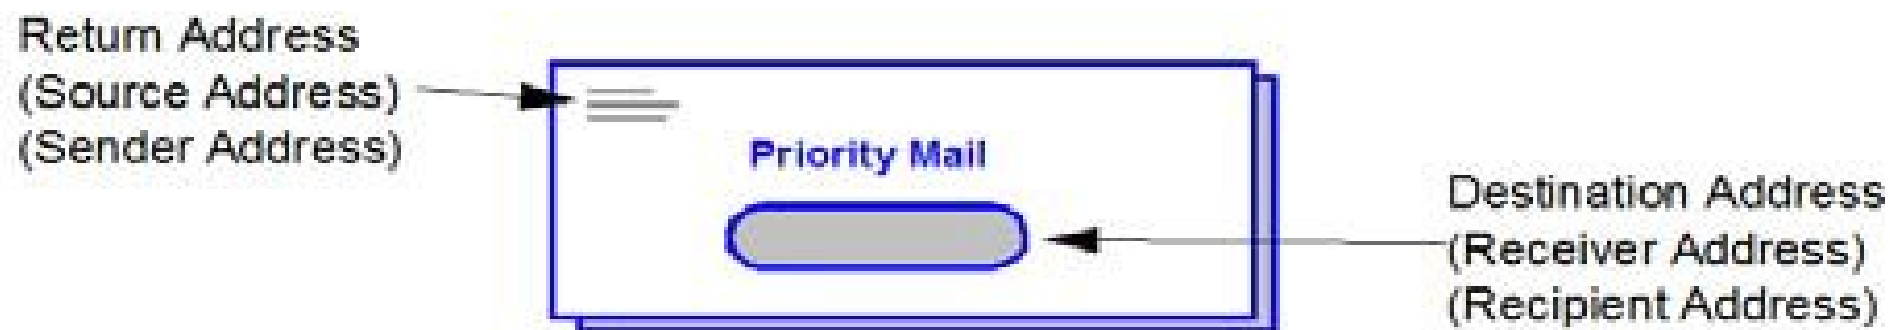 Return Address
(Source Address)
(Sender Address)
Priority Mail
Destination Address
(Receiver Address)
(Recipient Address)